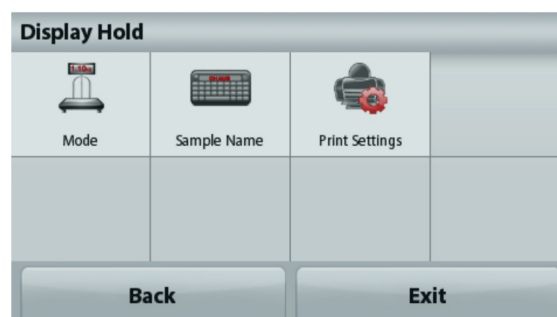 Display Hold
Mode
Sample Name
Print Settings
Back
Exit